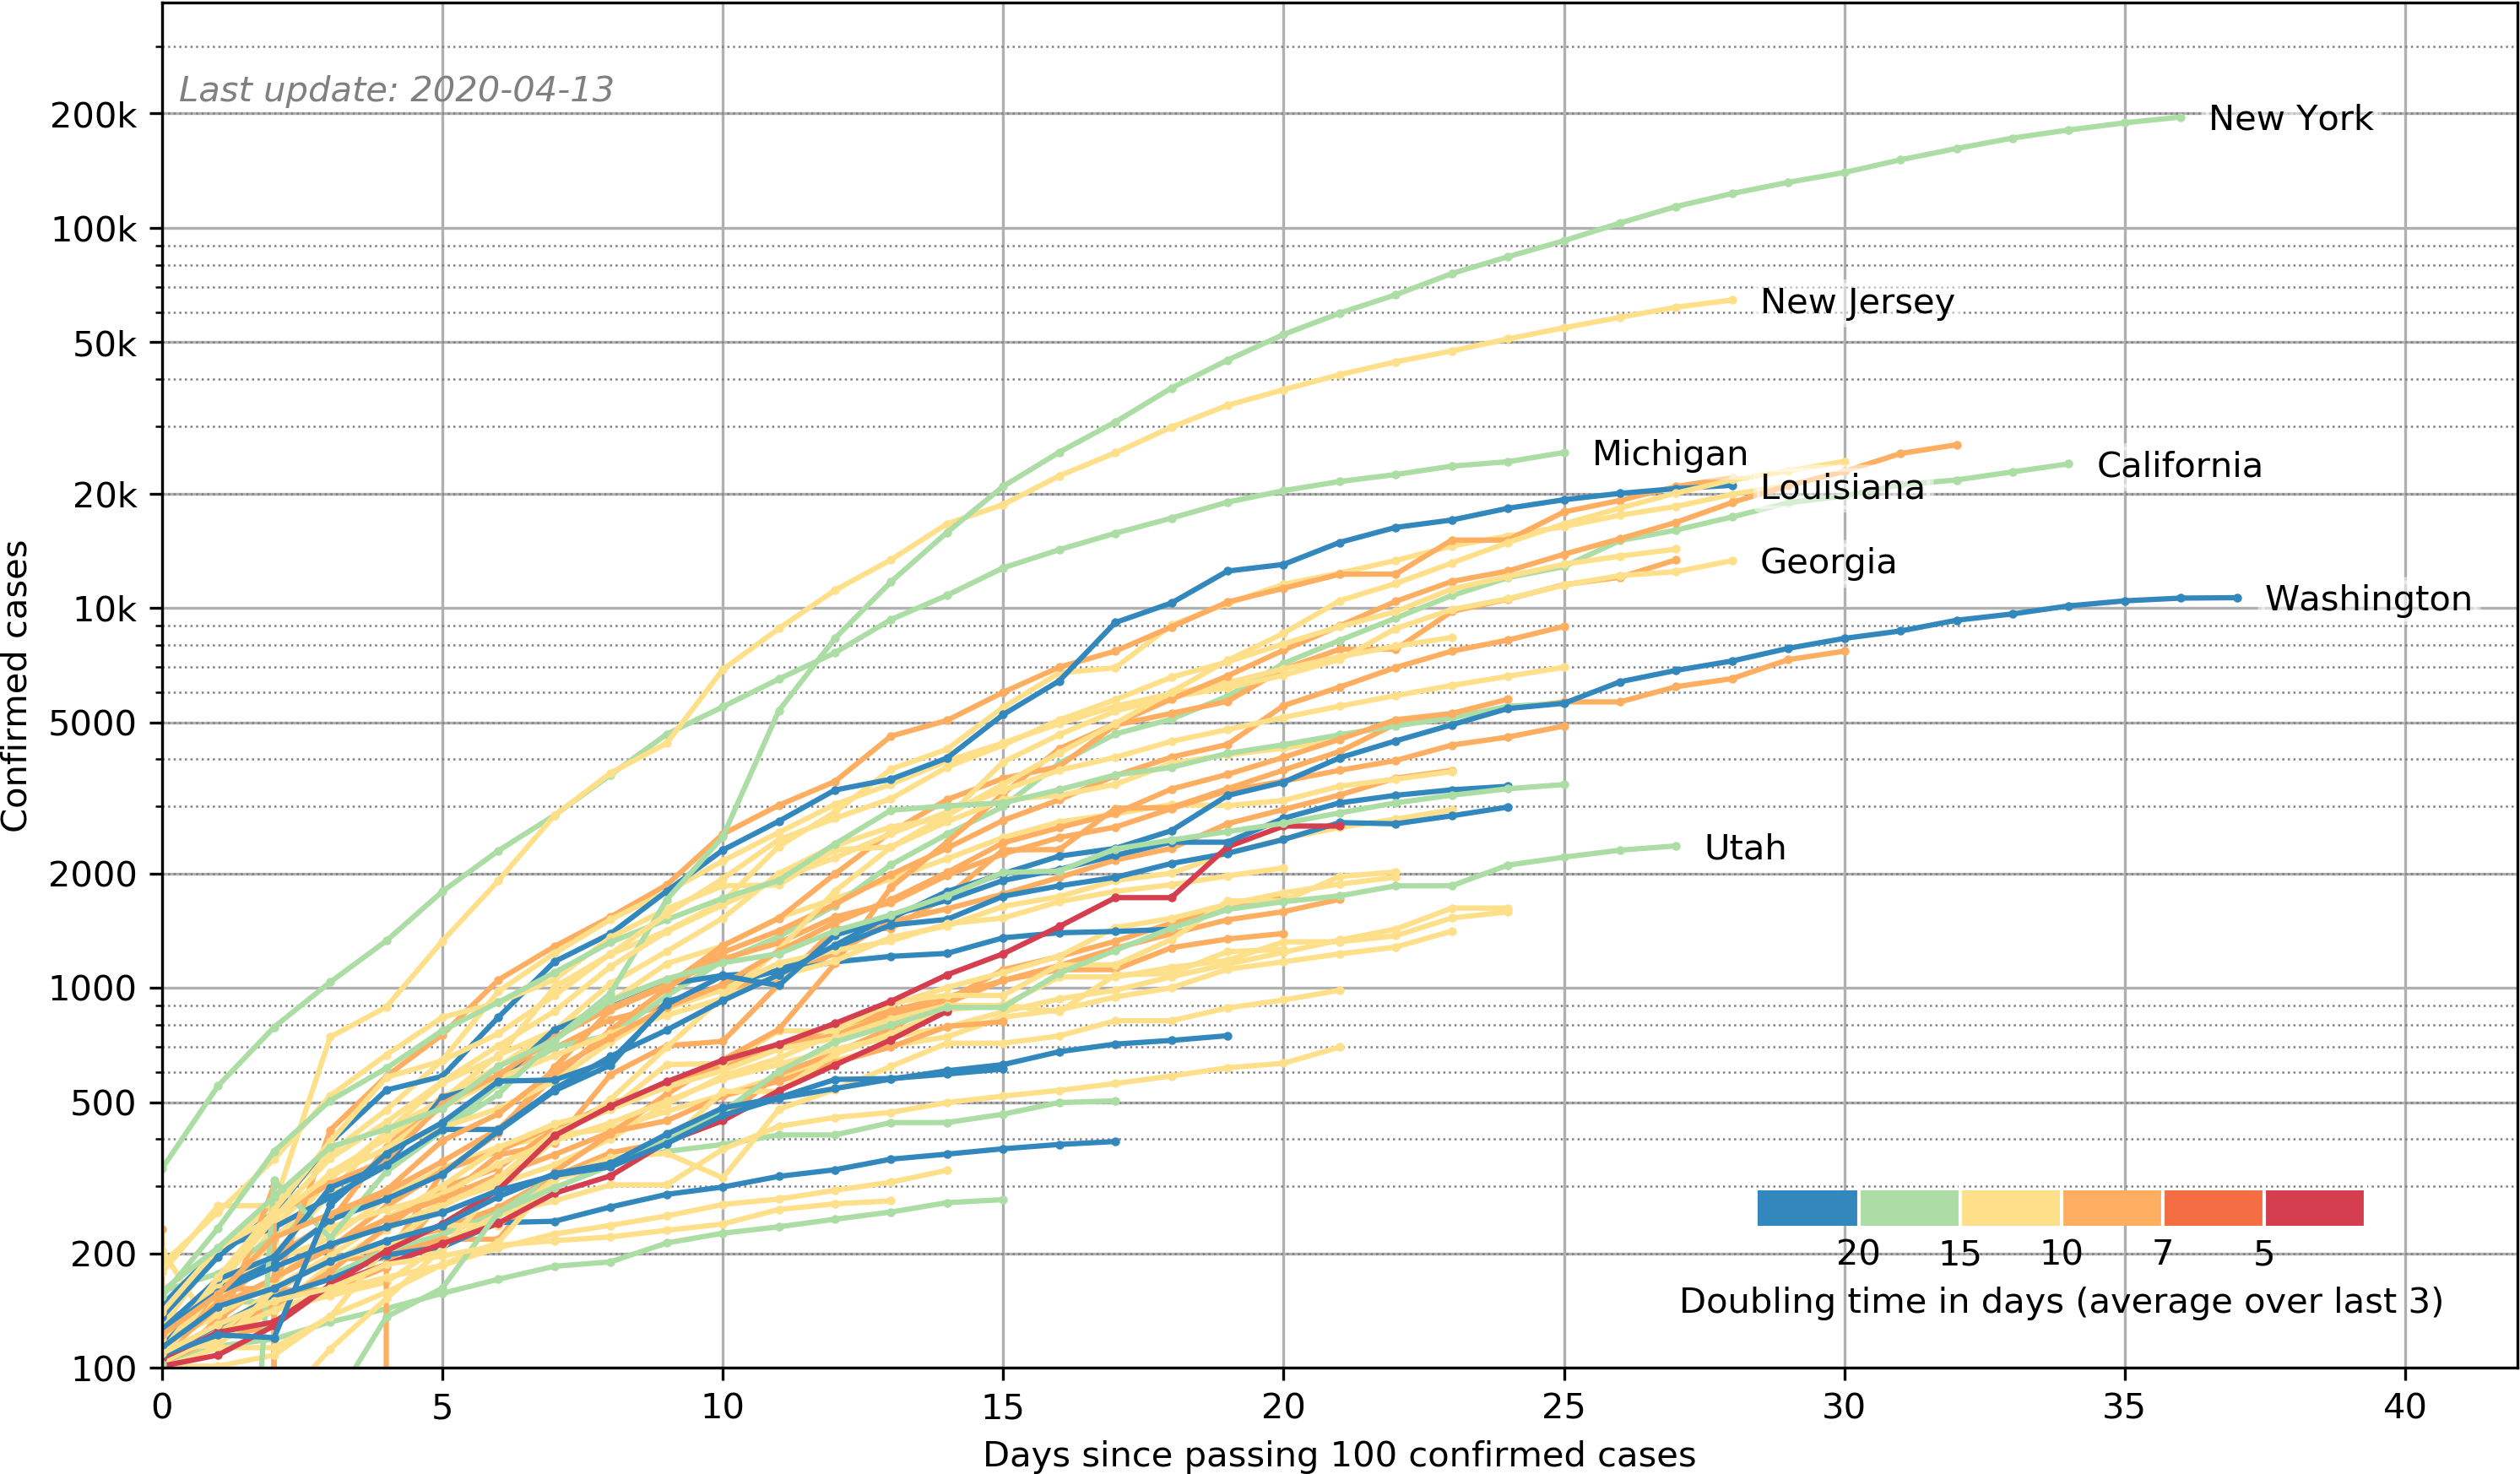 Last update: 2020-04-13
200k
100k
50k
20k
10k
5000
2000
1000
500
200
100
Confirmed cases
New York
New Jersey
Michigan
California
Louisiana
Georgia
Washington
Utah
20 15 10 7 5
Doubling time in days (average over last 3)
0 5 10 15 20 25 30 35 40
Days since passing 100 confirmed cases